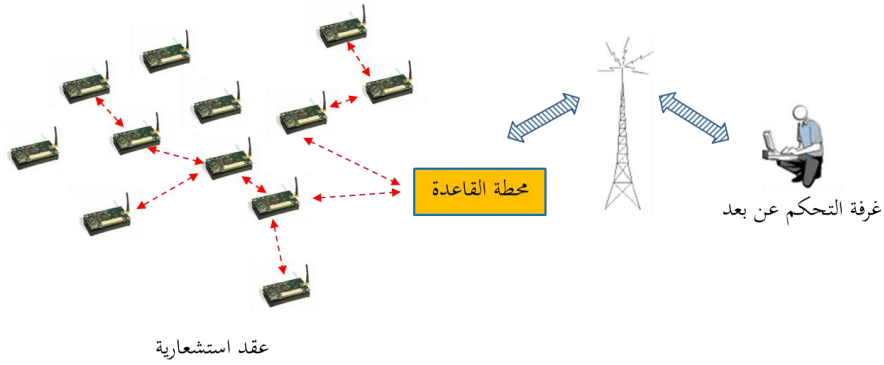 محطة القاعدة
غرفة التحكم عن بعد
عقد استشعارية